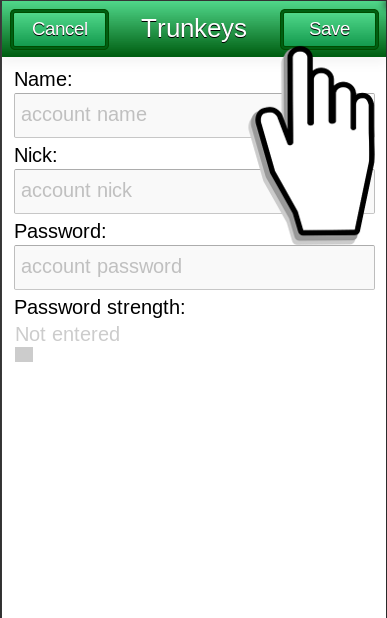 Cancel Trunkeys Save
Name:
account name
Nick:
account nick
Password:
account password
Password strength:
Not entered